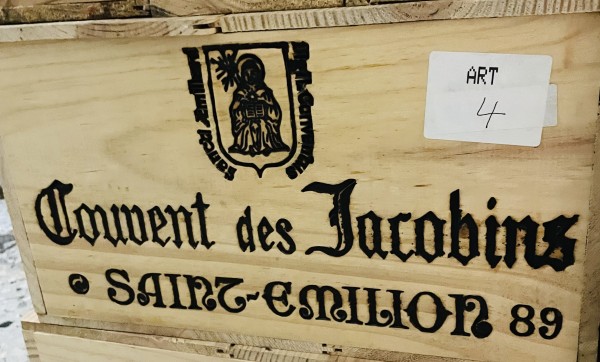 ART
4
Couvent des Jacobins
SAINT-EMILION 89